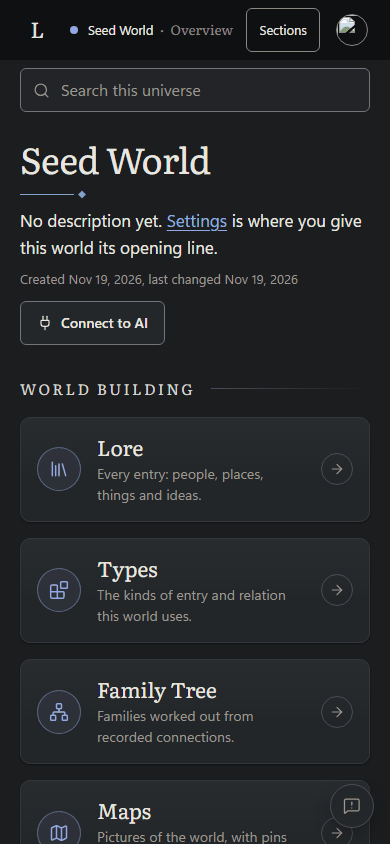 L
Seed World · Overview
Sections
Search this universe
Seed World
No description yet. Settings is where you give
this world its opening line.
Created Nov 19, 2026, last changed Nov 19, 2026
Connect to AI
WORLD BUILDING
Lore
Every entry: people, places,
things and ideas.
Types
The kinds of entry and relation
this world uses.
Family Tree
Families worked out from
recorded connections.
Maps
Pictures of the world, with pins